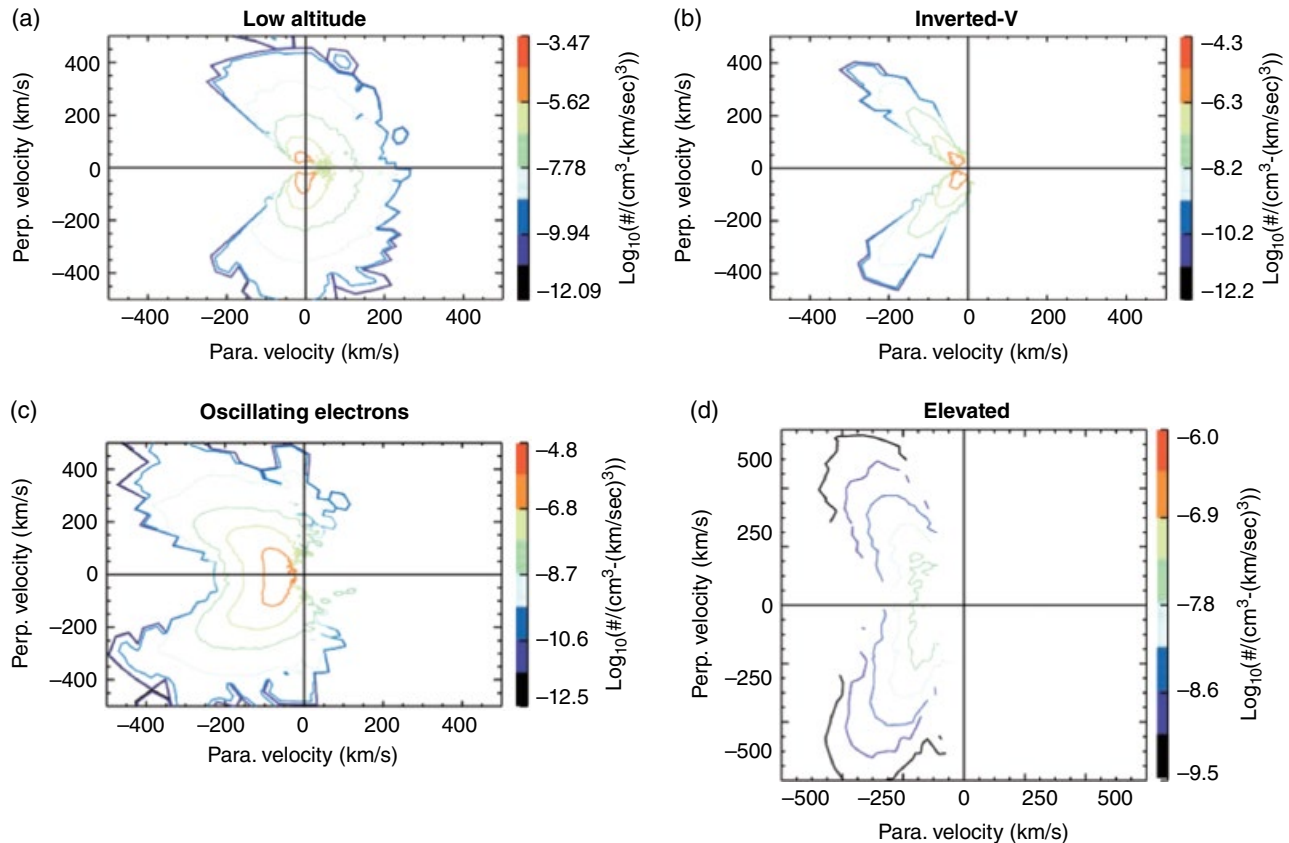 (a)
Low altitude
Perp. velocity (km/s)
400
200
0
−200
−400
−400 −200 0 200 400
Para. velocity (km/s)
−3.47
−5.62
−7.78
−9.94
−12.09
Log10(#/(cm³-(km/sec)³))
(b)
Inverted-V
Perp. velocity (km/s)
400
200
0
−200
−400
−400 −200 0 200 400
Para. velocity (km/s)
−4.3
−6.3
−8.2
−10.2
−12.2
Log10(#/(cm³-(km/sec)³))
(c)
Oscillating electrons
Perp. velocity (km/s)
400
200
0
−200
−400
−400 −200 0 200 400
Para. velocity (km/s)
−4.8
−6.8
−8.7
−10.6
−12.5
Log10(#/(cm³-(km/sec)³))
(d)
Elevated
Perp. velocity (km/s)
500
250
0
−250
−500
−500 −250 0 250 500
Para. velocity (km/s)
−6.0
−6.9
−7.8
−8.6
−9.5
Log10(#/(cm³-(km/sec)³))